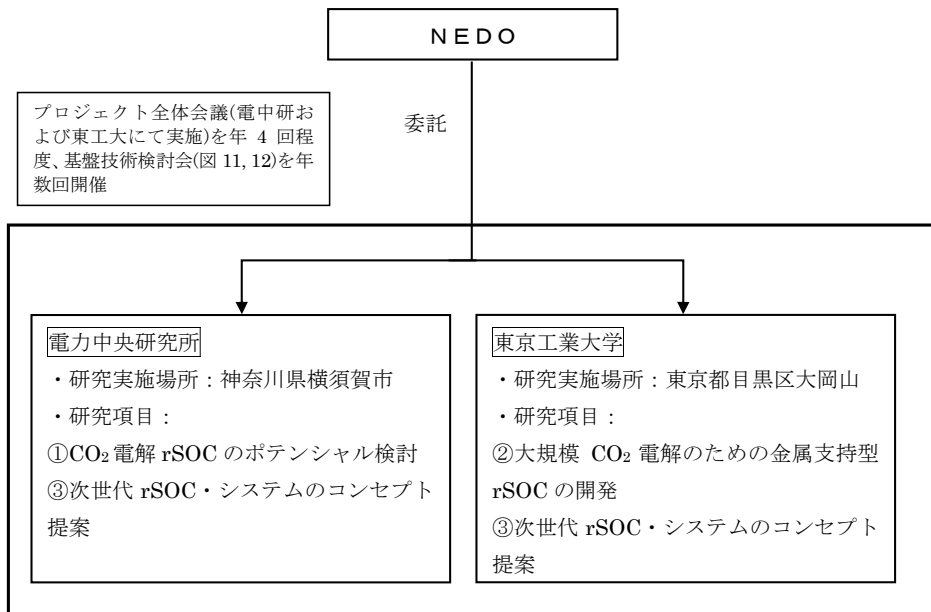 NEDO
プロジェクト全体会議(電中研お
よび東工大にて実施)を年 4 回程
度、基盤技術検討会(図 11, 12)を年
数回開催
委託
電力中央研究所
・研究実施場所：神奈川県横須賀市
・研究項目：
①CO₂電解 rSOC のポテンシャル検討
③次世代 rSOC・システムのコンセプト
提案
東京工業大学
・研究実施場所：東京都目黒区大岡山
・研究項目：
②大規模 CO₂ 電解のための金属支持型
rSOC の開発
③次世代 rSOC・システムのコンセプト
提案